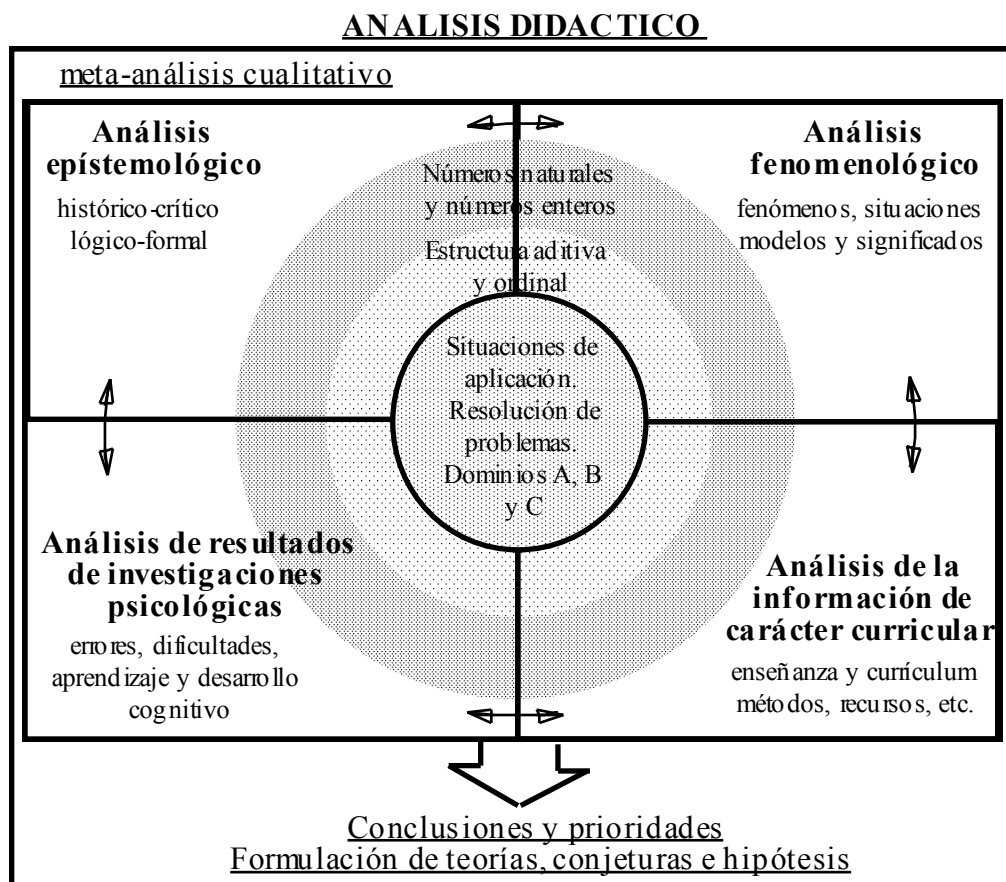 ANALISIS DIDACTICO
meta-análisis cualitativo
Análisis
epístemológico
histórico-crítico
lógico-formal
Análisis
fenomenológico
fenómenos, situaciones
modelos y significados
Números naturales
y números enteros
Estructura aditiva
y ordinal
Situaciones de
aplicación.
Resolución de
problemas.
Dominios A, B
y C
Análisis de resultados
de investigaciones
psicológicas
errores, dificultades,
aprendizaje y desarrollo
cognitivo
Análisis de la
información de
carácter curricular
enseñanza y currículum
métodos, recursos, etc.
Conclusiones y prioridades
Formulación de teorías, conjeturas e hipótesis